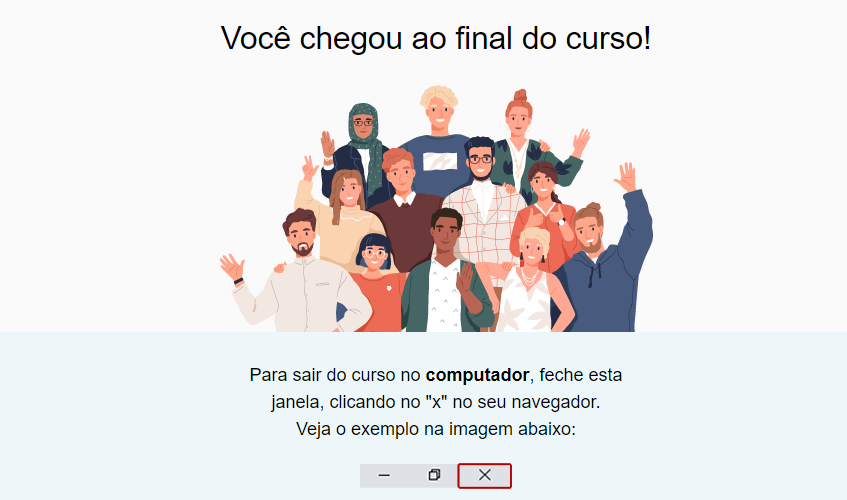 Você chegou ao final do curso!
Para sair do curso no computador, feche esta
janela, clicando no "x" no seu navegador.
Veja o exemplo na imagem abaixo: